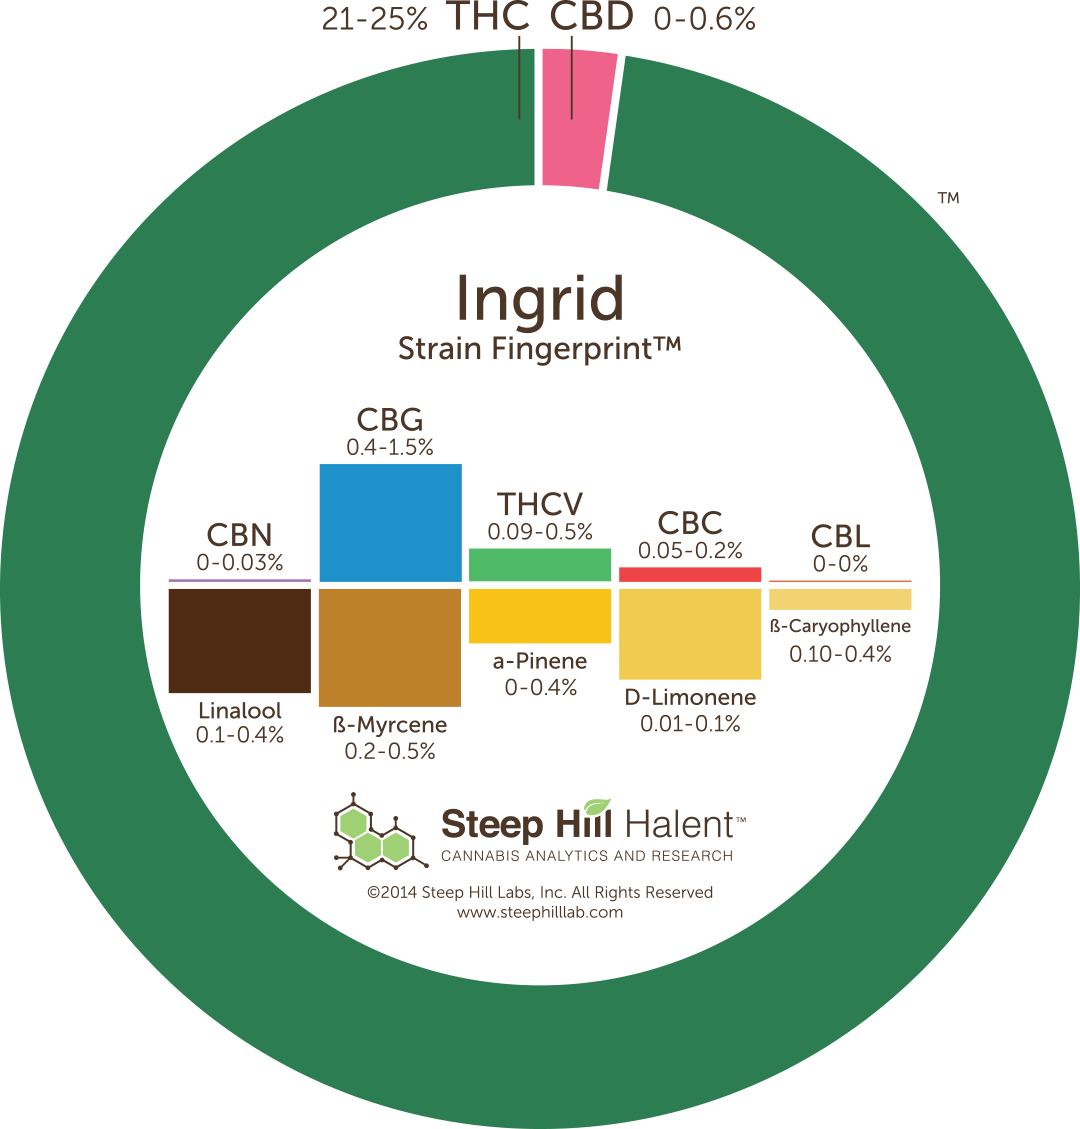 21-25% THC CBD 0-0.6%
TM
Ingrid
Strain Fingerprint™
CBG
0.4-1.5%
THCV
0.09-0.5%
CBN
0-0.03%
CBC
0.05-0.2%
CBL
0-0%
Linalool
0.1-0.4%
ß-Myrcene
0.2-0.5%
a-Pinene
0-0.4%
D-Limonene
0.01-0.1%
ß-Caryophyllene
0.10-0.4%
Steep Hill Halent™
CANNABIS ANALYTICS AND RESEARCH
©2014 Steep Hill Labs, Inc. All Rights Reserved
www.steephilllab.com